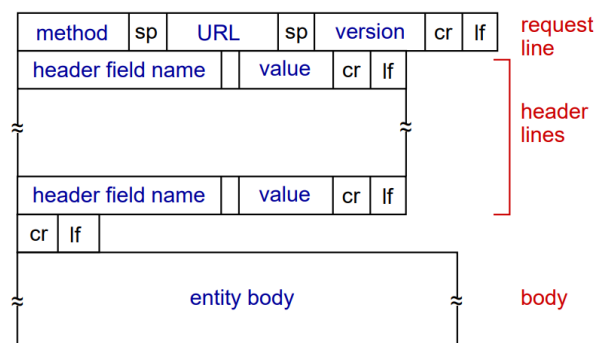 method sp URL sp version cr lf
request
line
header field name value cr lf
header
lines
header field name value cr lf
cr lf
entity body
body